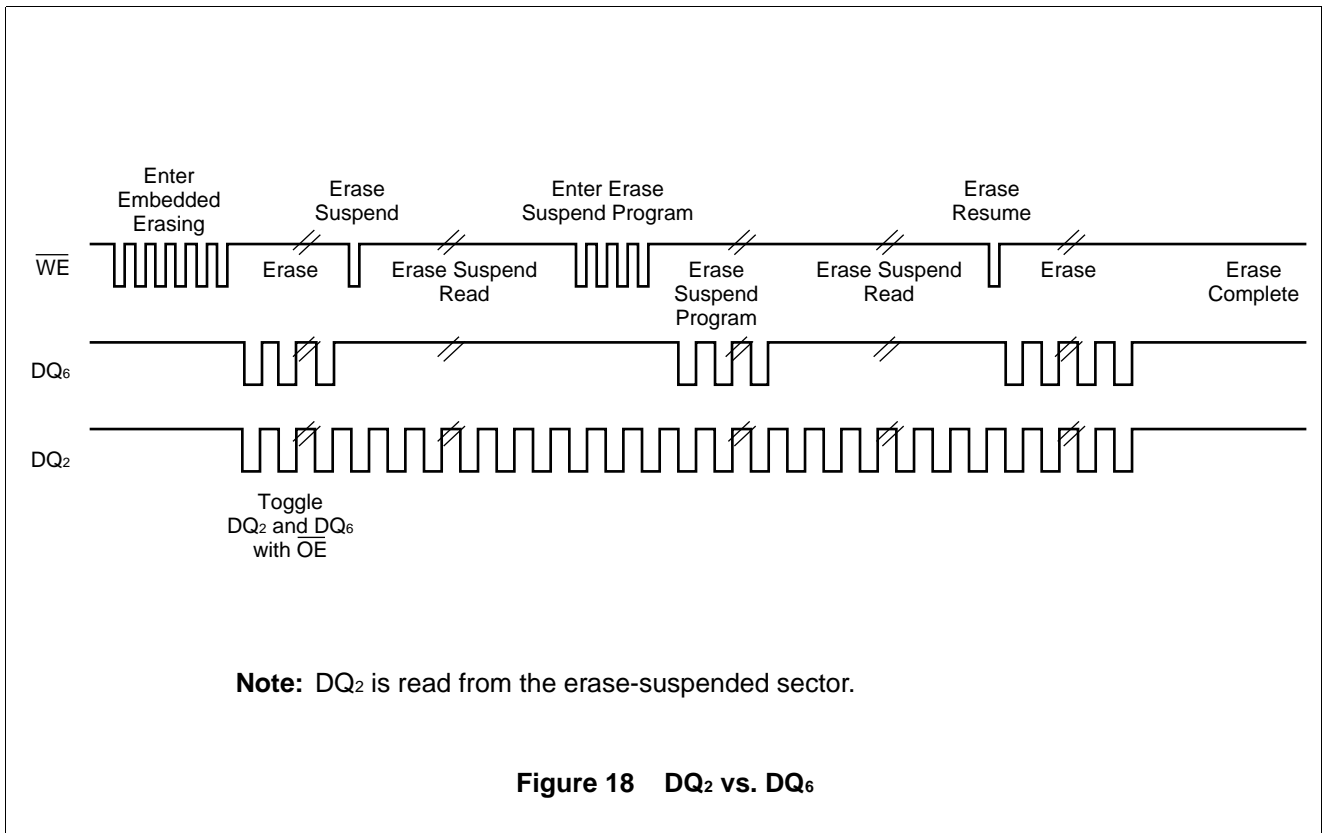 Enter
Embedded
Erasing
Erase
Suspend
Enter Erase
Suspend Program
Erase
Resume
WE
Erase
Erase Suspend
Read
Erase
Suspend
Program
Erase Suspend
Read
Erase
Erase
Complete
DQ6
DQ2
Toggle
DQ2 and DQ6
with OE
Note: DQ2 is read from the erase-suspended sector.
Figure 18 DQ2 vs. DQ6